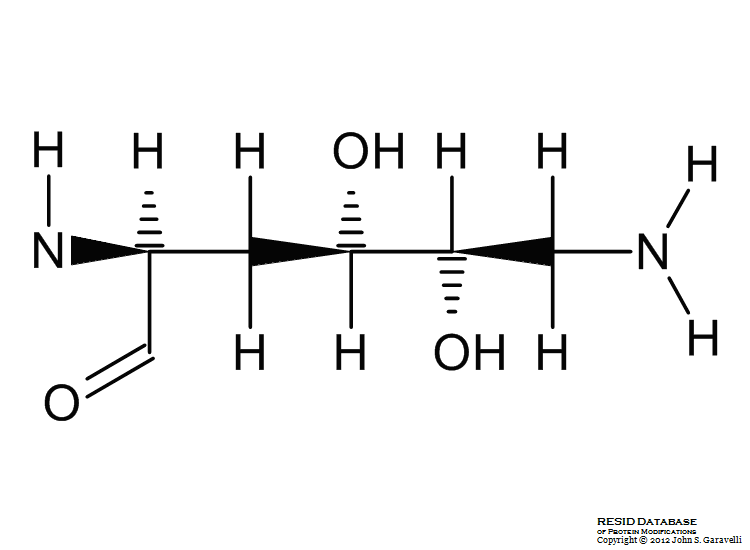 H H H OH H H H
N N
H H OH H H
O
RESID DATABASE
OF PROTEIN MODIFICATIONS
Copyright © 2012 John S. Garavelli